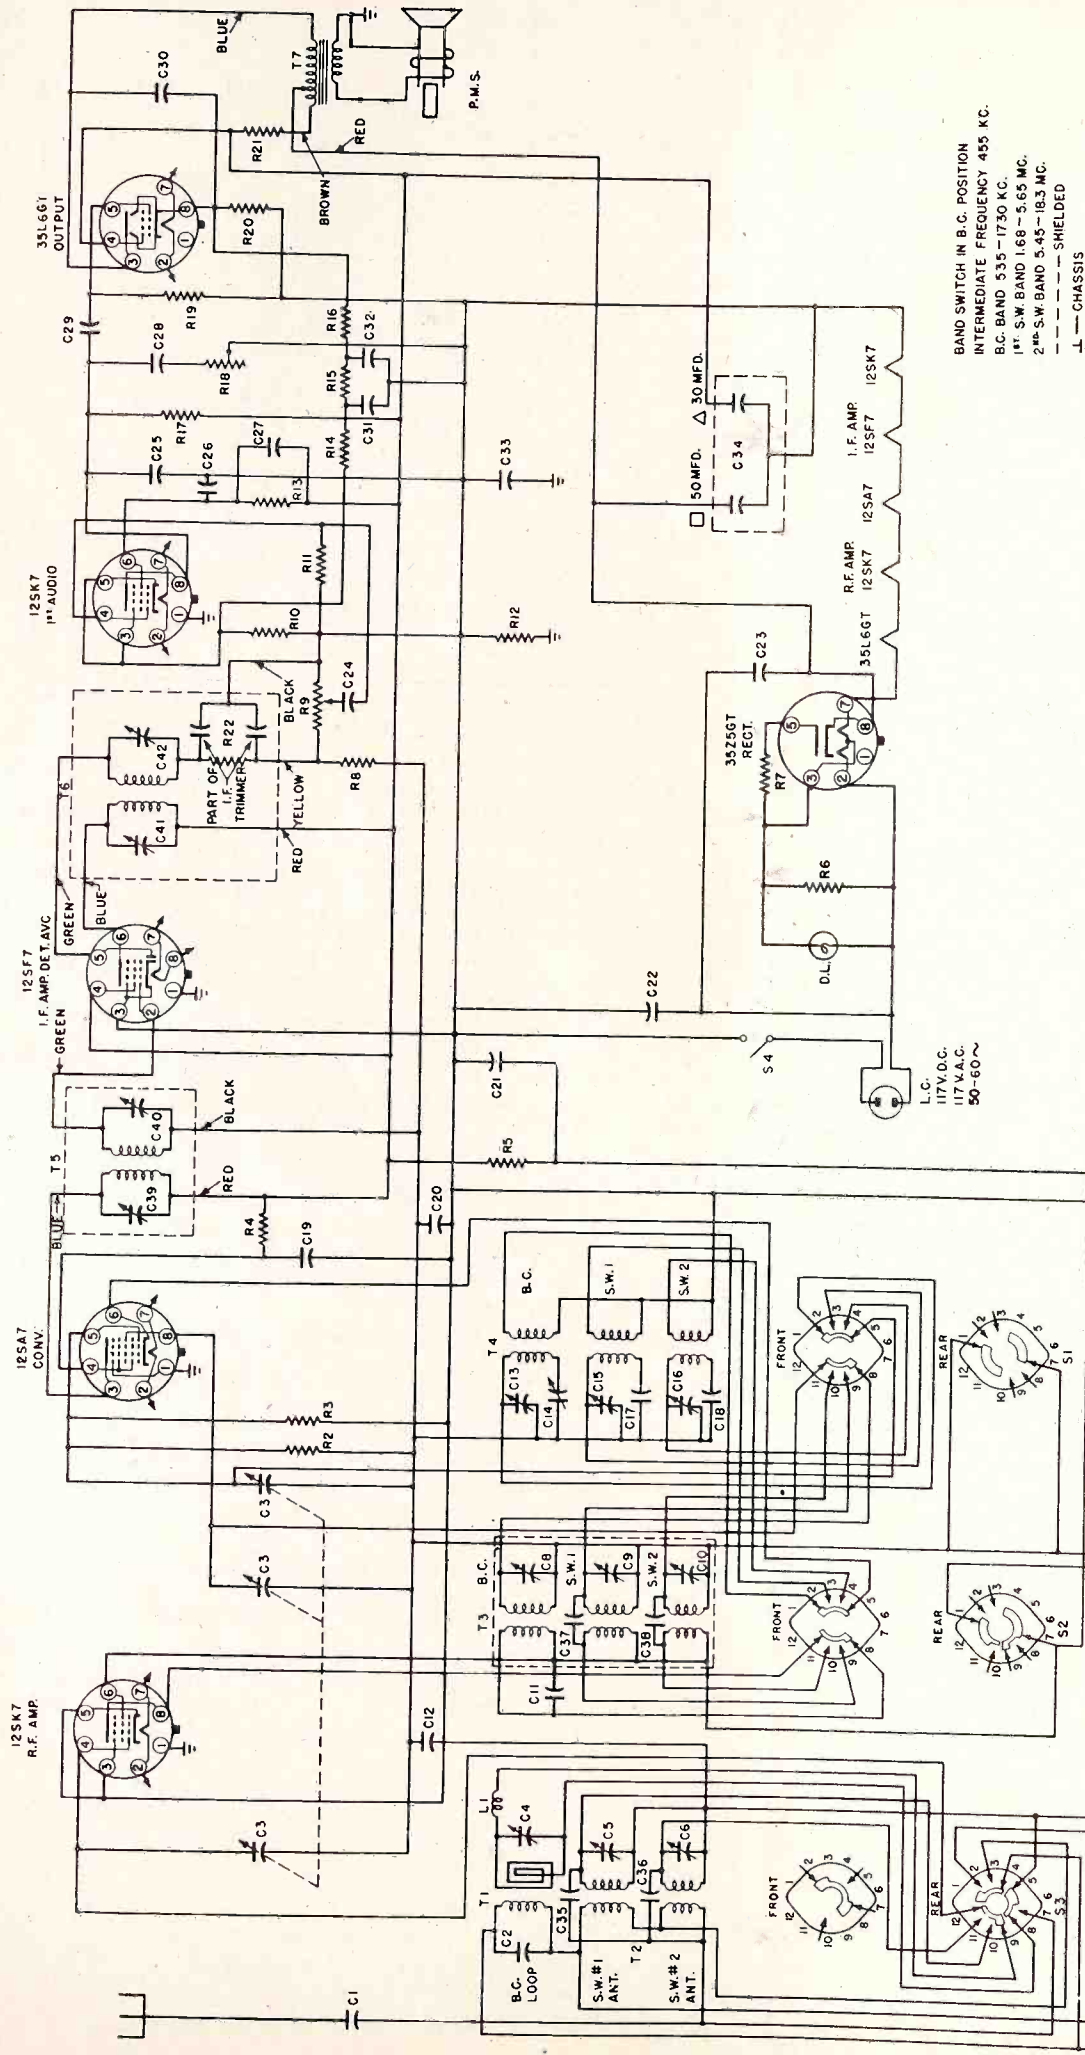 12SK7
R.F. AMP.
12SA7
CONV.
12SF7
I.F. AMP. DET. AVC
12SK7
1ST AUDIO
35L6GT
OUTPUT
C1
C2
B.C.
LOOP
T1
L1
C4
C35
C5
S.W.#1
ANT.
T2
C36
C6
S.W.#2
ANT.
C3
C3
C3
C12
R2
R3
T3
B.C.
C8
C11
C37
S.W.1
C9
C38
S.W.2
C10
T4
B.C.
C13
C14
S.W.1
C15
C17
S.W.2
C16
C18
BLUE
T5
GREEN
C39
C40
RED
BLACK
R4
C19
C20
R5
C21
GREEN
BLUE
T6
C41
C42
PART OF
I.F.
TRIMMER
R22
RED
YELLOW
BLACK
R8
R9
C24
R10
R11
R12
C25
C26
R13
C27
R14
C31
R15
C32
R16
R17
R18
C28
C29
R19
R20
R21
C30
BLUE
T7
BROWN
RED
P.M.S.
C33
□ 50 MFD.
△ 30 MFD.
C34
C22
C23
S4
L.C.
117 V.D.C.
117 V.A.C.
50-60~
D.L.
R6
R7
35Z5GT
RECT.
35L6GT
R.F. AMP.
12SK7
12SA7
I.F. AMP.
12SF7
12SK7
FRONT
REAR
S3
FRONT
REAR
S2
FRONT
REAR
S1
BAND SWITCH IN B.C. POSITION
INTERMEDIATE FREQUENCY 455 KC.
B.C. BAND 535-1730 KC.
1ST S.W. BAND 1.68-5.65 MC.
2ND S.W. BAND 5.45-18.3 MC.
- - - - - SHIELDED
⊥ — CHASSIS